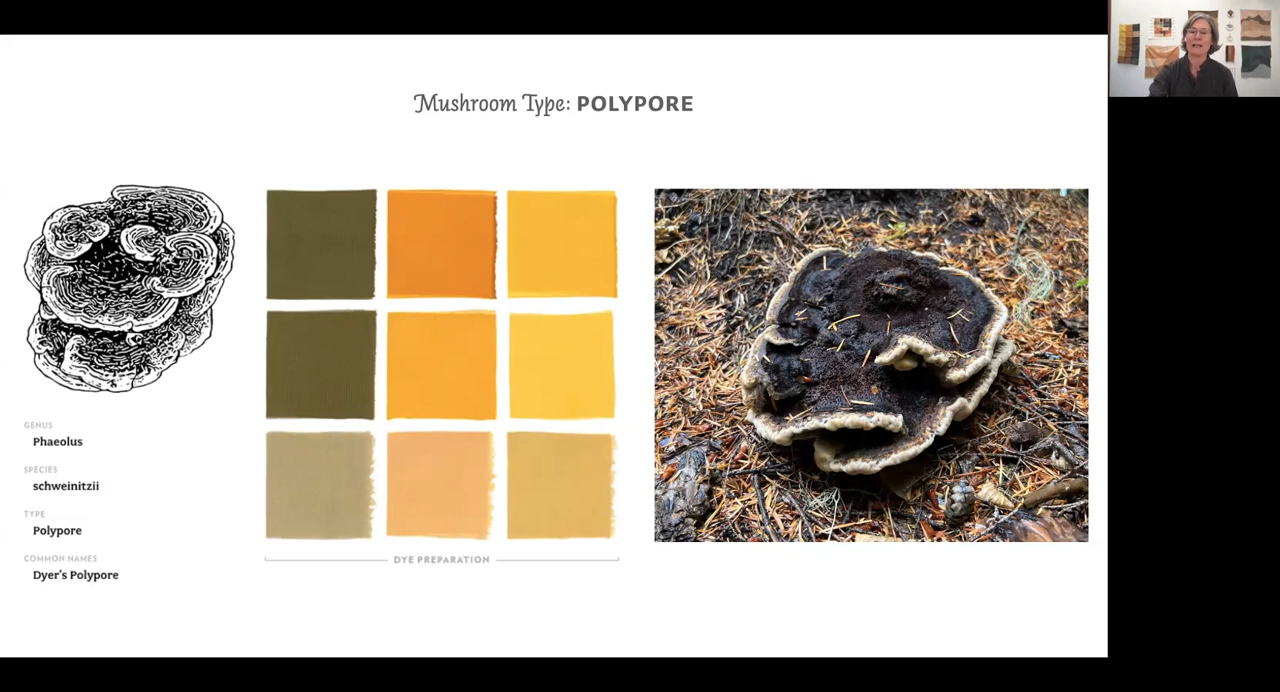 Mushroom Type: POLYPORE
GENUS
Phaeolus
SPECIES
schweinitzii
TYPE
Polypore
COMMON NAMES
Dyer's Polypore
DYE PREPARATION